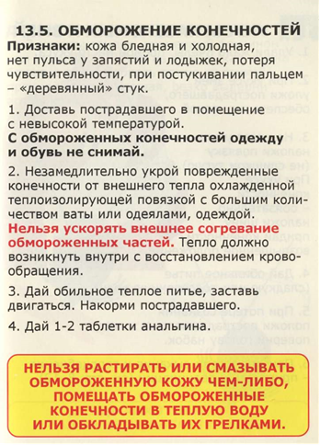 13.5. ОБМОРОЖЕНИЕ КОНЕЧНОСТЕЙ
Признаки: кожа бледная и холодная,
нет пульса у запястий и лодыжек, потеря
чувствительности, при постукивании пальцем
– «деревянный» стук.
1. Доставь пострадавшего в помещение
с невысокой температурой.
С обмороженных конечностей одежду
и обувь не снимай.
2. Незамедлительно укрой поврежденные
конечности от внешнего тепла охлажденной
теплоизолирующей повязкой с большим коли-
чеством ваты или одеялами, одеждой.
Нельзя ускорять внешнее согревание
обмороженных частей. Тепло должно
возникнуть внутри с восстановлением крово-
обращения.
3. Дай обильное теплое питье, заставь
двигаться. Накорми пострадавшего.
4. Дай 1-2 таблетки анальгина.
НЕЛЬЗЯ РАСТИРАТЬ ИЛИ СМАЗЫВАТЬ
ОБМОРОЖЕННУЮ КОЖУ ЧЕМ-ЛИБО,
ПОМЕЩАТЬ ОБМОРОЖЕННЫЕ
КОНЕЧНОСТИ В ТЕПЛУЮ ВОДУ
ИЛИ ОБКЛАДЫВАТЬ ИХ ГРЕЛКАМИ.